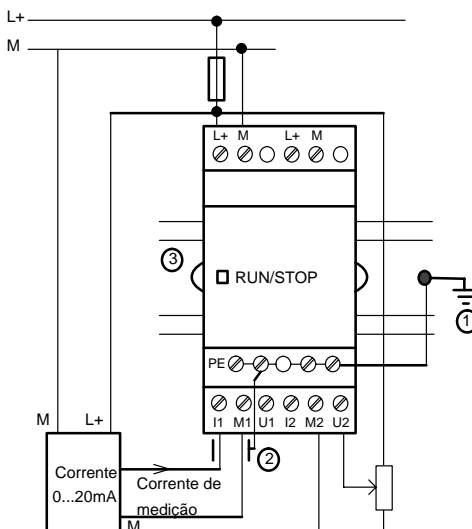 L+
M
L+ M L+ M
③
RUN/STOP
①
PE
I1 M1 U1 I2 M2 U2
②
M L+
Corrente
0...20mA
Corrente de
medição
M